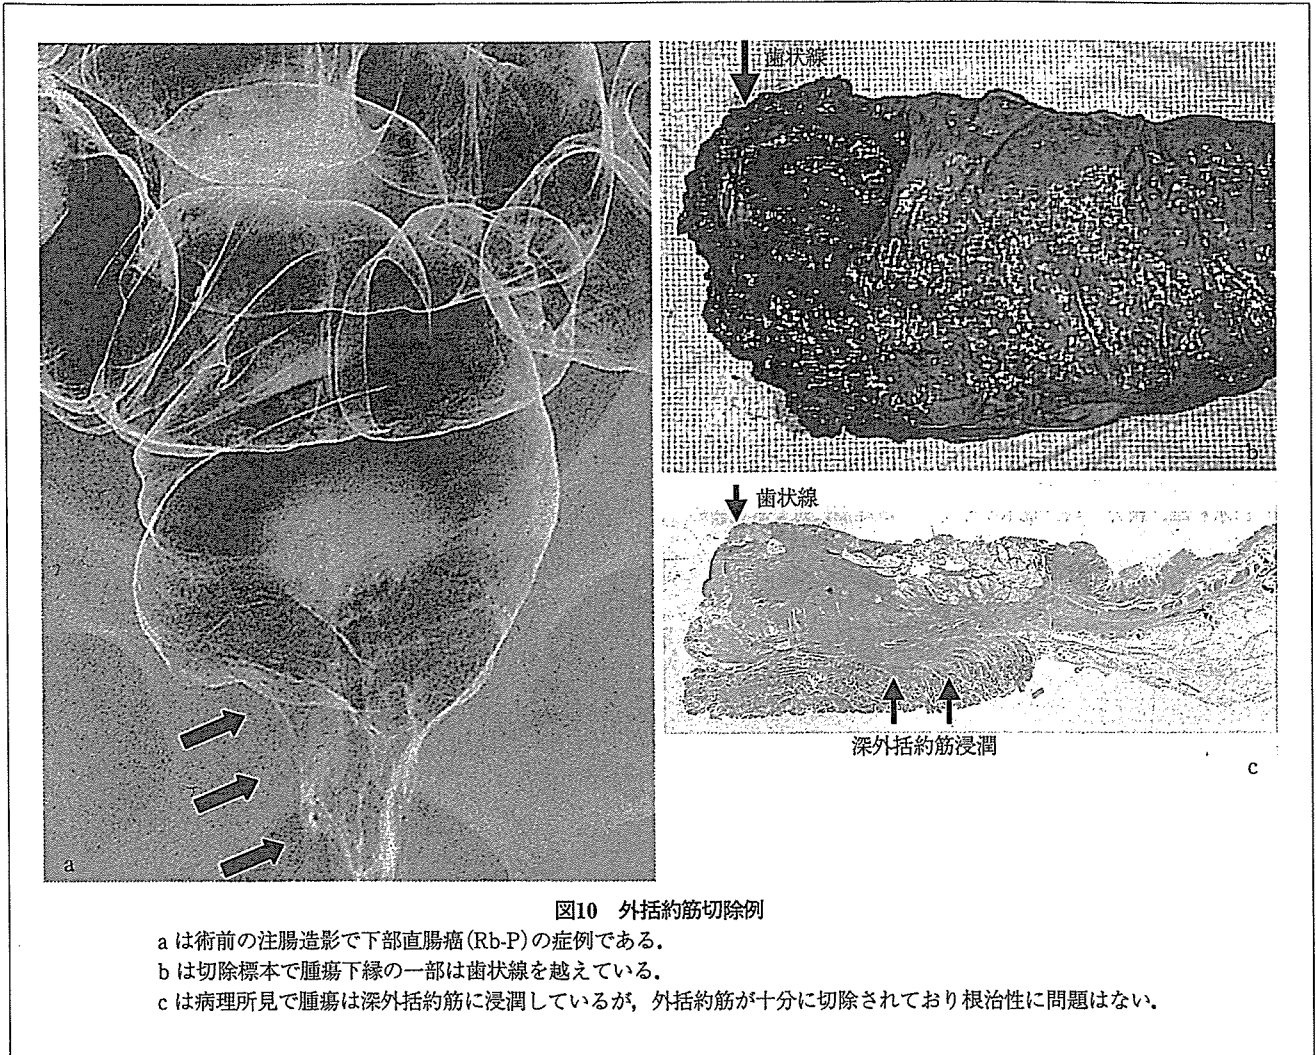 歯状線
a
b
歯状線
深外括約筋浸潤
c
図10 外括約筋切除例
a は術前の注腸造影で下部直腸癌(Rb-P)の症例である．
b は切除標本で腫瘍下縁の一部は歯状線を越えている．
c は病理所見で腫瘍は深外括約筋に浸潤しているが，外括約筋が十分に切除されており根治性に問題はない．